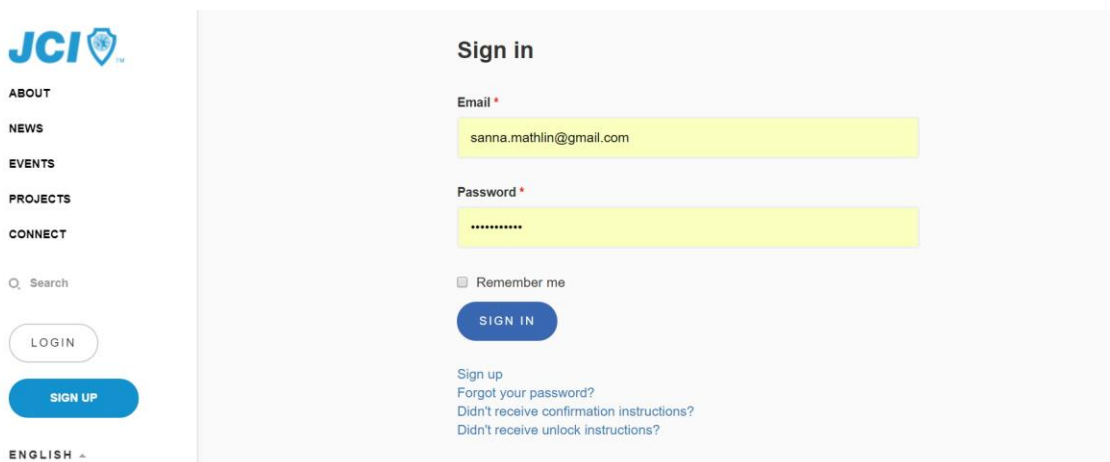 JCI
TM
ABOUT
NEWS
EVENTS
PROJECTS
CONNECT
Search
LOGIN
SIGN UP
ENGLISH
Sign in
Email *
sanna.mathlin@gmail.com
Password *
•••••••••••
Remember me
SIGN IN
Sign up
Forgot your password?
Didn't receive confirmation instructions?
Didn't receive unlock instructions?